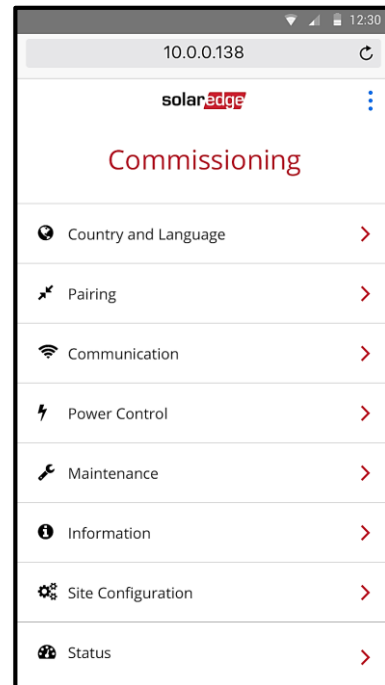 12:30
10.0.0.138
solaredge
Commissioning
Country and Language
Pairing
Communication
Power Control
Maintenance
Information
Site Configuration
Status